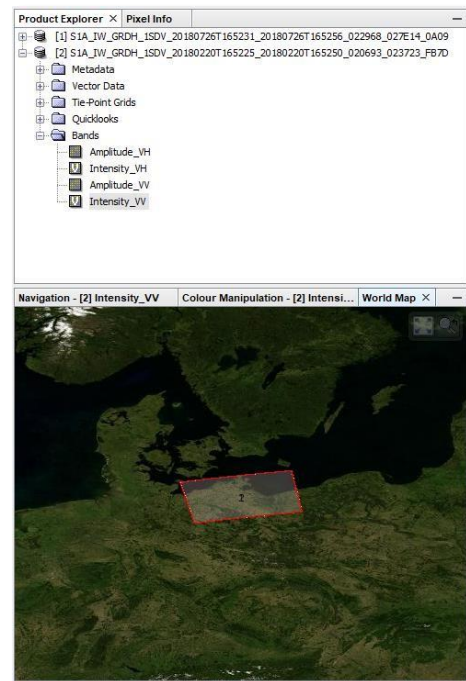 Product Explorer × Pixel Info
[1] S1A_IW_GRDH_1SDV_20180726T165231_20180726T165256_022968_027E14_0A09
[2] S1A_IW_GRDH_1SDV_20180220T165225_20180220T165250_020693_023723_FB7D
Metadata
Vector Data
Tie-Point Grids
Quicklooks
Bands
Amplitude_VH
Intensity_VH
Amplitude_VV
Intensity_VV
Navigation - [2] Intensity_VV Colour Manipulation - [2] Intensi... World Map ×